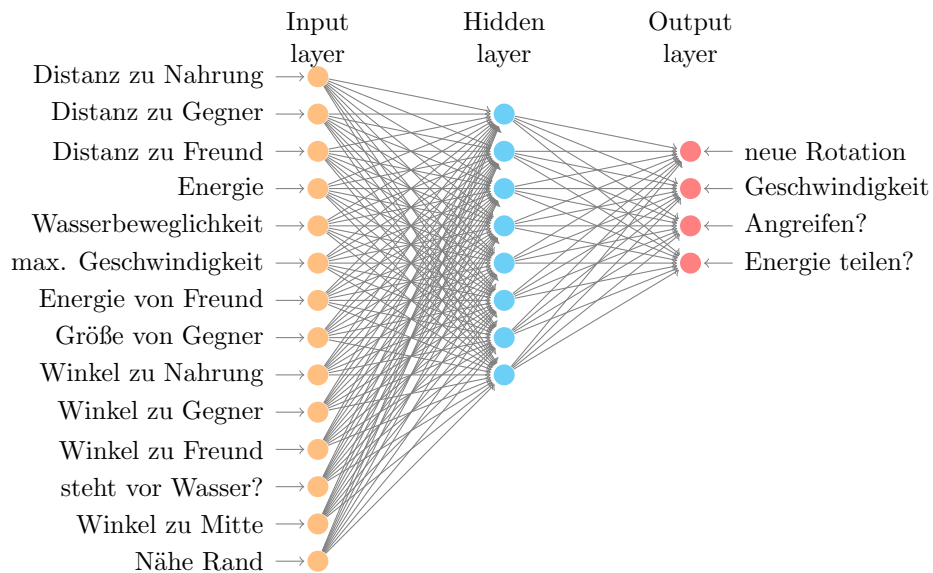 Input
layer
Hidden
layer
Output
layer
Distanz zu Nahrung
Distanz zu Gegner
Distanz zu Freund
Energie
Wasserbeweglichkeit
max. Geschwindigkeit
Energie von Freund
Größe von Gegner
Winkel zu Nahrung
Winkel zu Gegner
Winkel zu Freund
steht vor Wasser?
Winkel zu Mitte
Nähe Rand
neue Rotation
Geschwindigkeit
Angreifen?
Energie teilen?